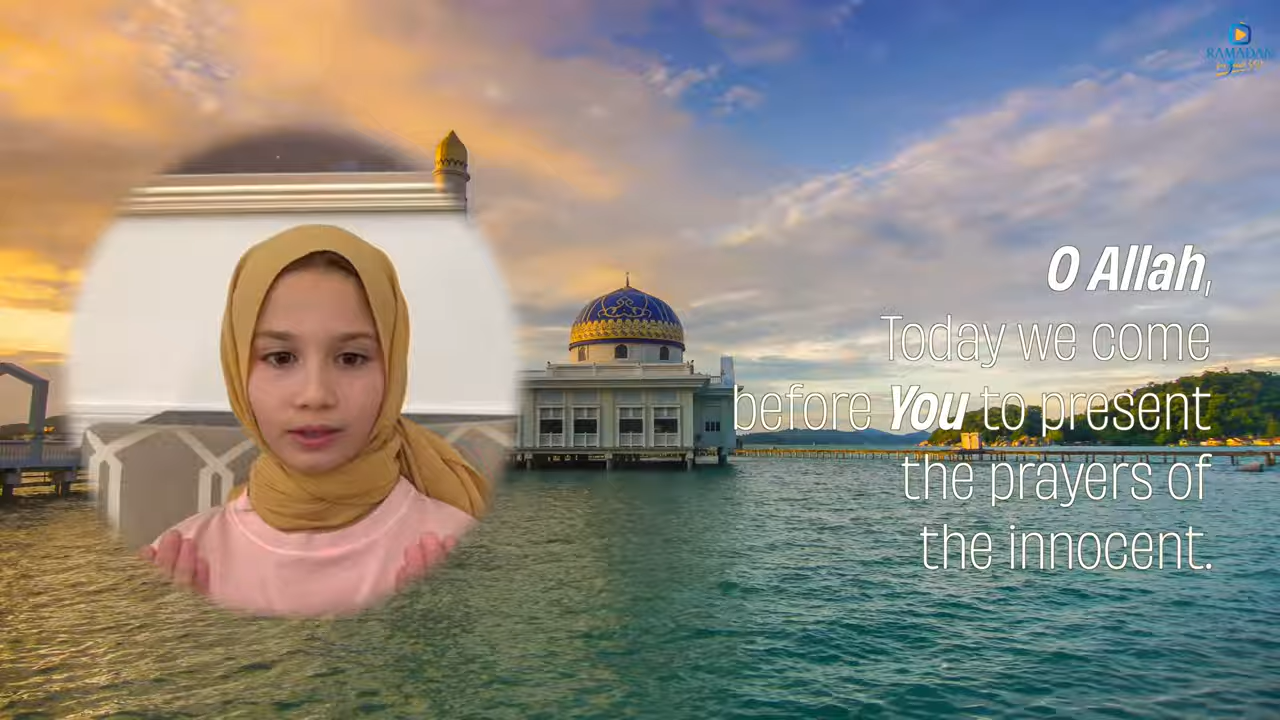 RAMADAN
O Allah,
Today we come
before You to present
the prayers of
the innocent.